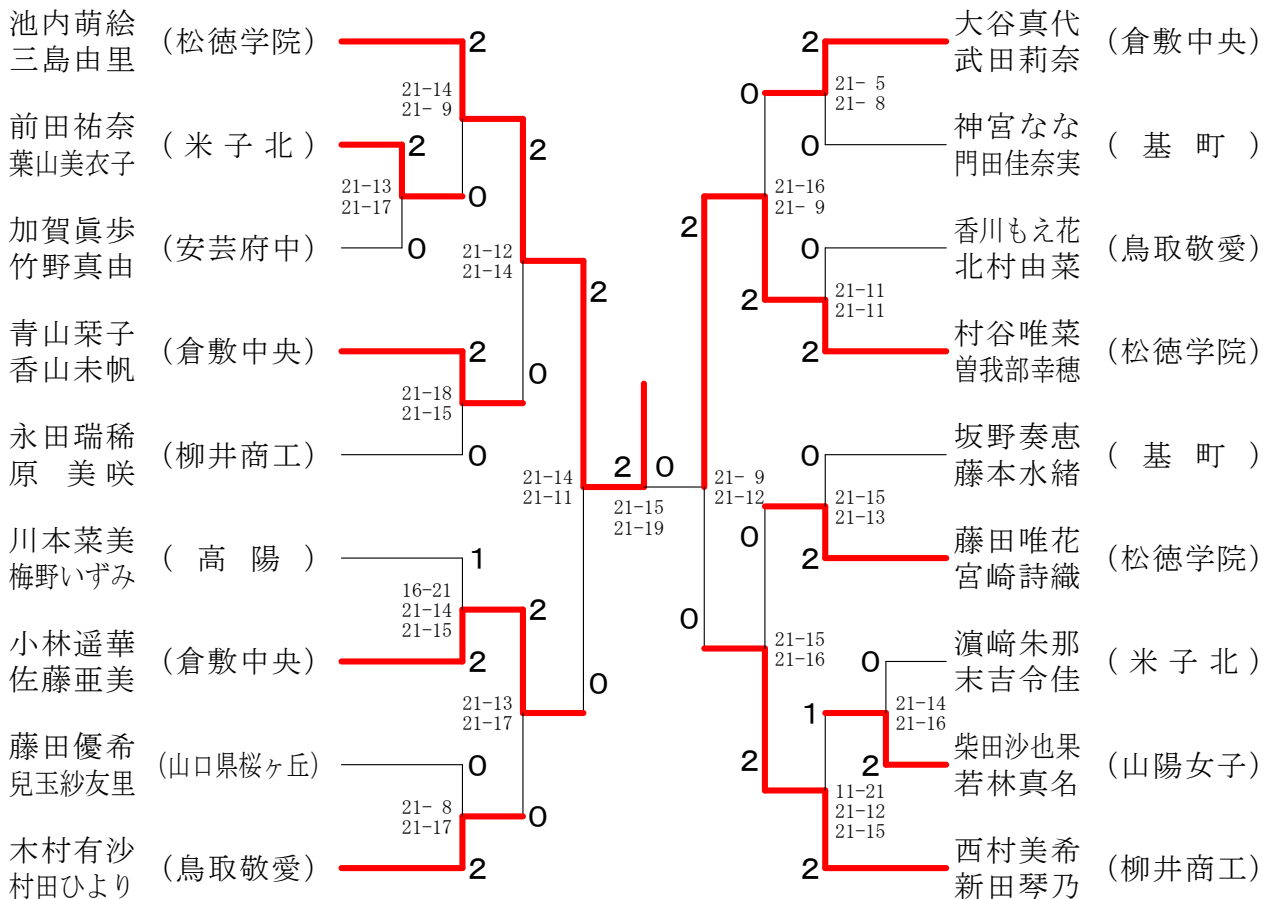 池内萌絵
三島由里
(松徳学院)
2
21-14
21- 9
前田祐奈
葉山美衣子
(米子北)
2
2
21-13
21-17
0
加賀眞歩
竹野真由
(安芸府中)
0
21-12
21-14
2
青山栞子
香山未帆
(倉敷中央)
2
0
21-18
21-15
永田瑞稀
原 美咲
(柳井商工)
0
21-14
21-11
川本菜美
梅野いずみ
(高陽)
1
16-21
21-14
21-15
2
小林遥華
佐藤亜美
(倉敷中央)
2
0
21-13
21-17
藤田優希
兒玉紗友里
(山口県桜ヶ丘)
0
21- 8
21-17
0
木村有沙
村田ひより
(鳥取敬愛)
2
2
0
21-15
21-19
2
大谷真代
武田莉奈
(倉敷中央)
0
21- 5
21- 8
0
神宮なな
門田佳奈実
(基町)
21-16
21- 9
2
0
香川もえ花
北村由菜
(鳥取敬愛)
2
21-11
21-11
2
村谷唯菜
曽我部幸穂
(松徳学院)
21- 9
21-12
0
坂野奏恵
藤本水緒
(基町)
21-15
21-13
0
2
藤田唯花
宮崎詩織
(松徳学院)
0
21-15
21-16
0
濵﨑朱那
末吉令佳
(米子北)
1
21-14
21-16
2
2
柴田沙也果
若林真名
(山陽女子)
11-21
21-12
21-15
2
西村美希
新田琴乃
(柳井商工)